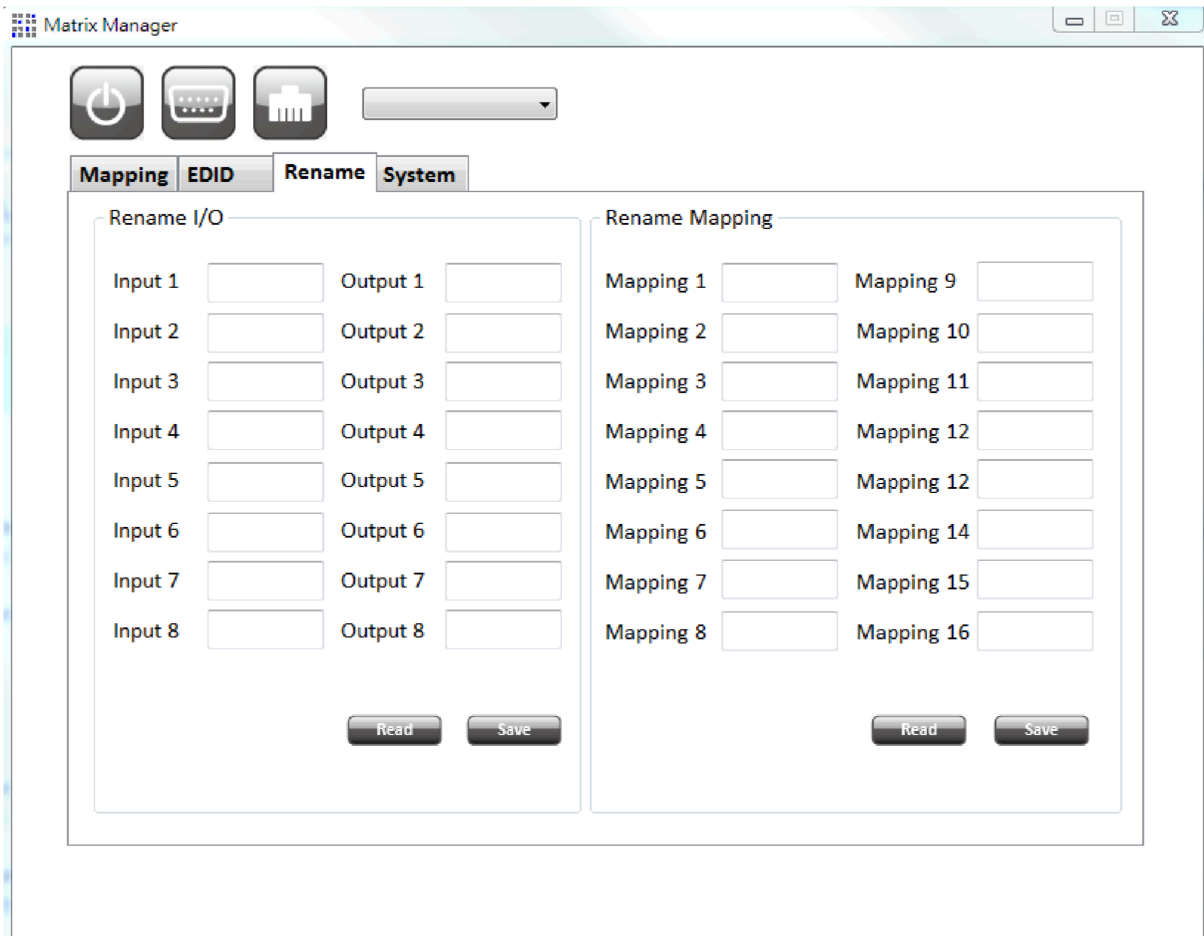 Matrix Manager
Mapping EDID Rename System
Rename I/O
Input 1 Output 1
Input 2 Output 2
Input 3 Output 3
Input 4 Output 4
Input 5 Output 5
Input 6 Output 6
Input 7 Output 7
Input 8 Output 8
Read Save
Rename Mapping
Mapping 1 Mapping 9
Mapping 2 Mapping 10
Mapping 3 Mapping 11
Mapping 4 Mapping 12
Mapping 5 Mapping 12
Mapping 6 Mapping 14
Mapping 7 Mapping 15
Mapping 8 Mapping 16
Read Save